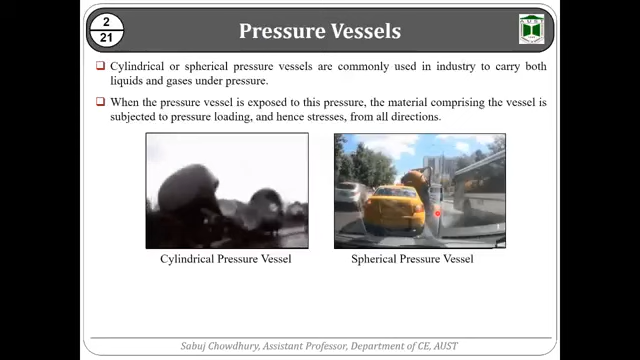 2
21
Pressure Vessels
Cylindrical or spherical pressure vessels are commonly used in industry to carry both
liquids and gases under pressure.
When the pressure vessel is exposed to this pressure, the material comprising the vessel is
subjected to pressure loading, and hence stresses, from all directions.
Cylindrical Pressure Vessel
Spherical Pressure Vessel
Sabuj Chowdhury, Assistant Professor, Department of CE, AUST